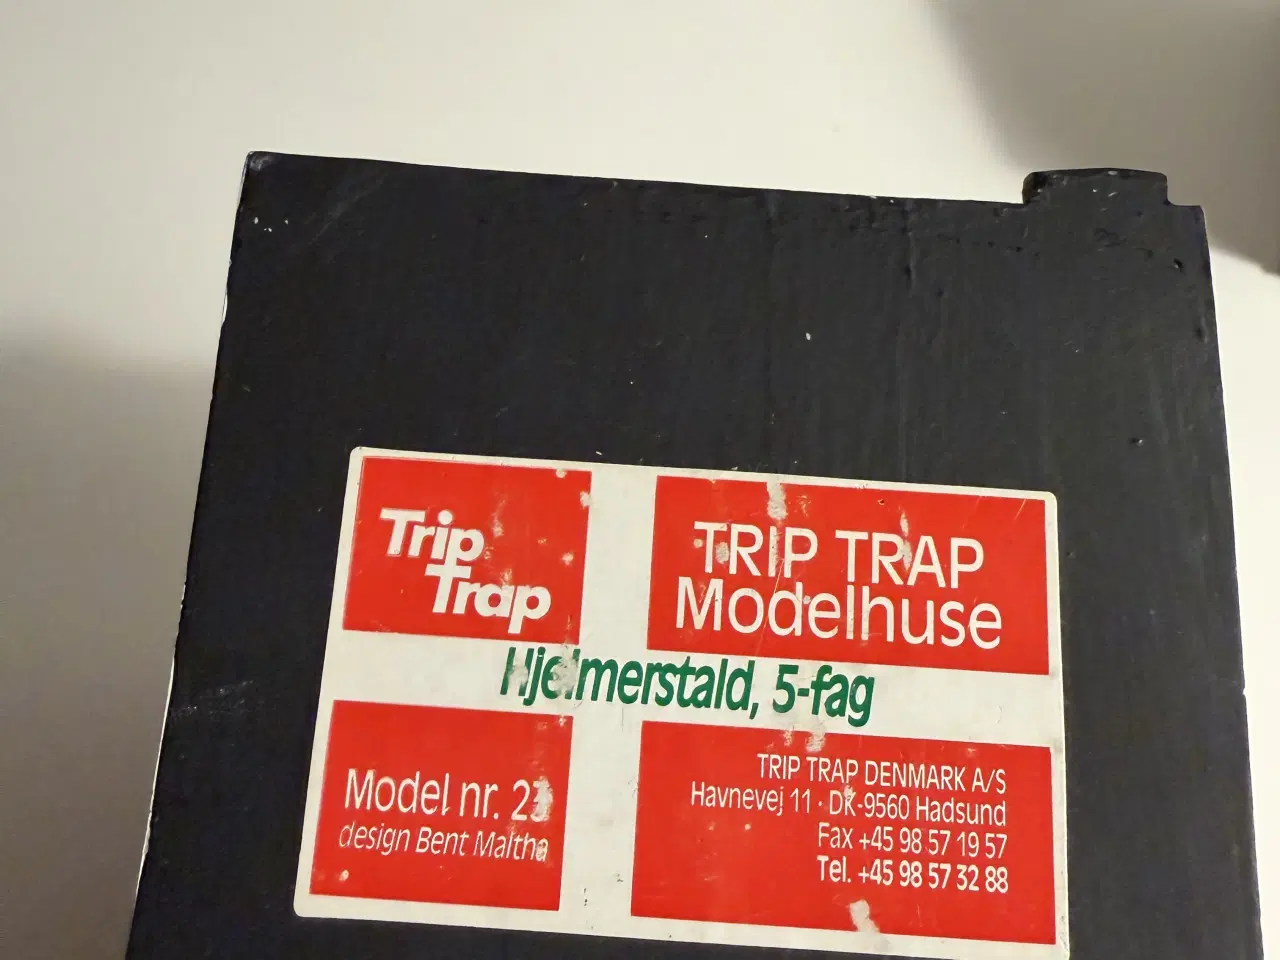 Trip
Trap
TRIP TRAP
Modelhuse
Hjelmerstald, 5-fag
Model nr. 23
design Bent Maltha
TRIP TRAP DENMARK A/S
Havnevej 11 · DK-9560 Hadsund
Fax +45 98 57 19 57
Tel. +45 98 57 32 88